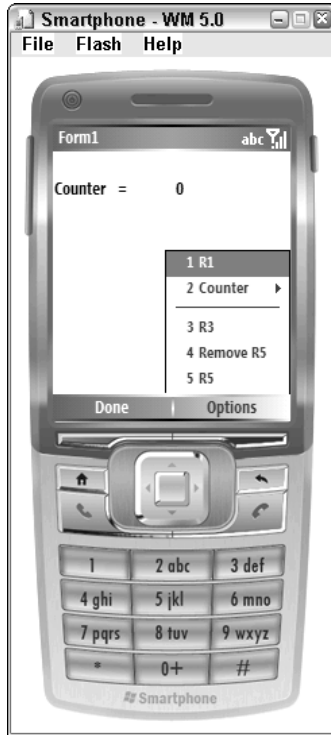 Smartphone - WM 5.0
File Flash Help
Form1 abc
Counter = 0
1 R1
2 Counter
3 R3
4 Remove R5
5 R5
Done Options
1 2 abc 3 def
4 ghi 5 jkl 6 mno
7 pqrs 8 tuv 9 wxyz
* 0+ #
Smartphone